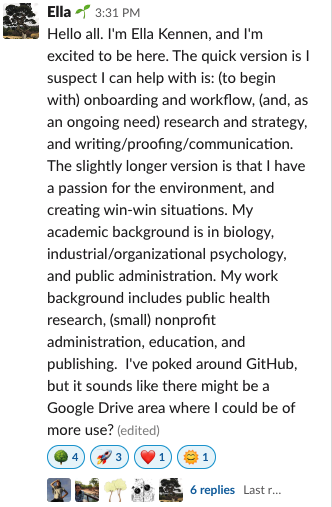 Ella 3:31 PM
Hello all. I'm Ella Kennen, and I'm
excited to be here. The quick version is I
suspect I can help with is: (to begin
with) onboarding and workflow, (and, as
an ongoing need) research and strategy,
and writing/proofing/communication.
The slightly longer version is that I have
a passion for the environment, and
creating win-win situations. My
academic background is in biology,
industrial/organizational psychology,
and public administration. My work
background includes public health
research, (small) nonprofit
administration, education, and
publishing.  I've poked around GitHub,
but it sounds like there might be a
Google Drive area where I could be of
more use? (edited)
4 3 1 1
6 replies Last r...